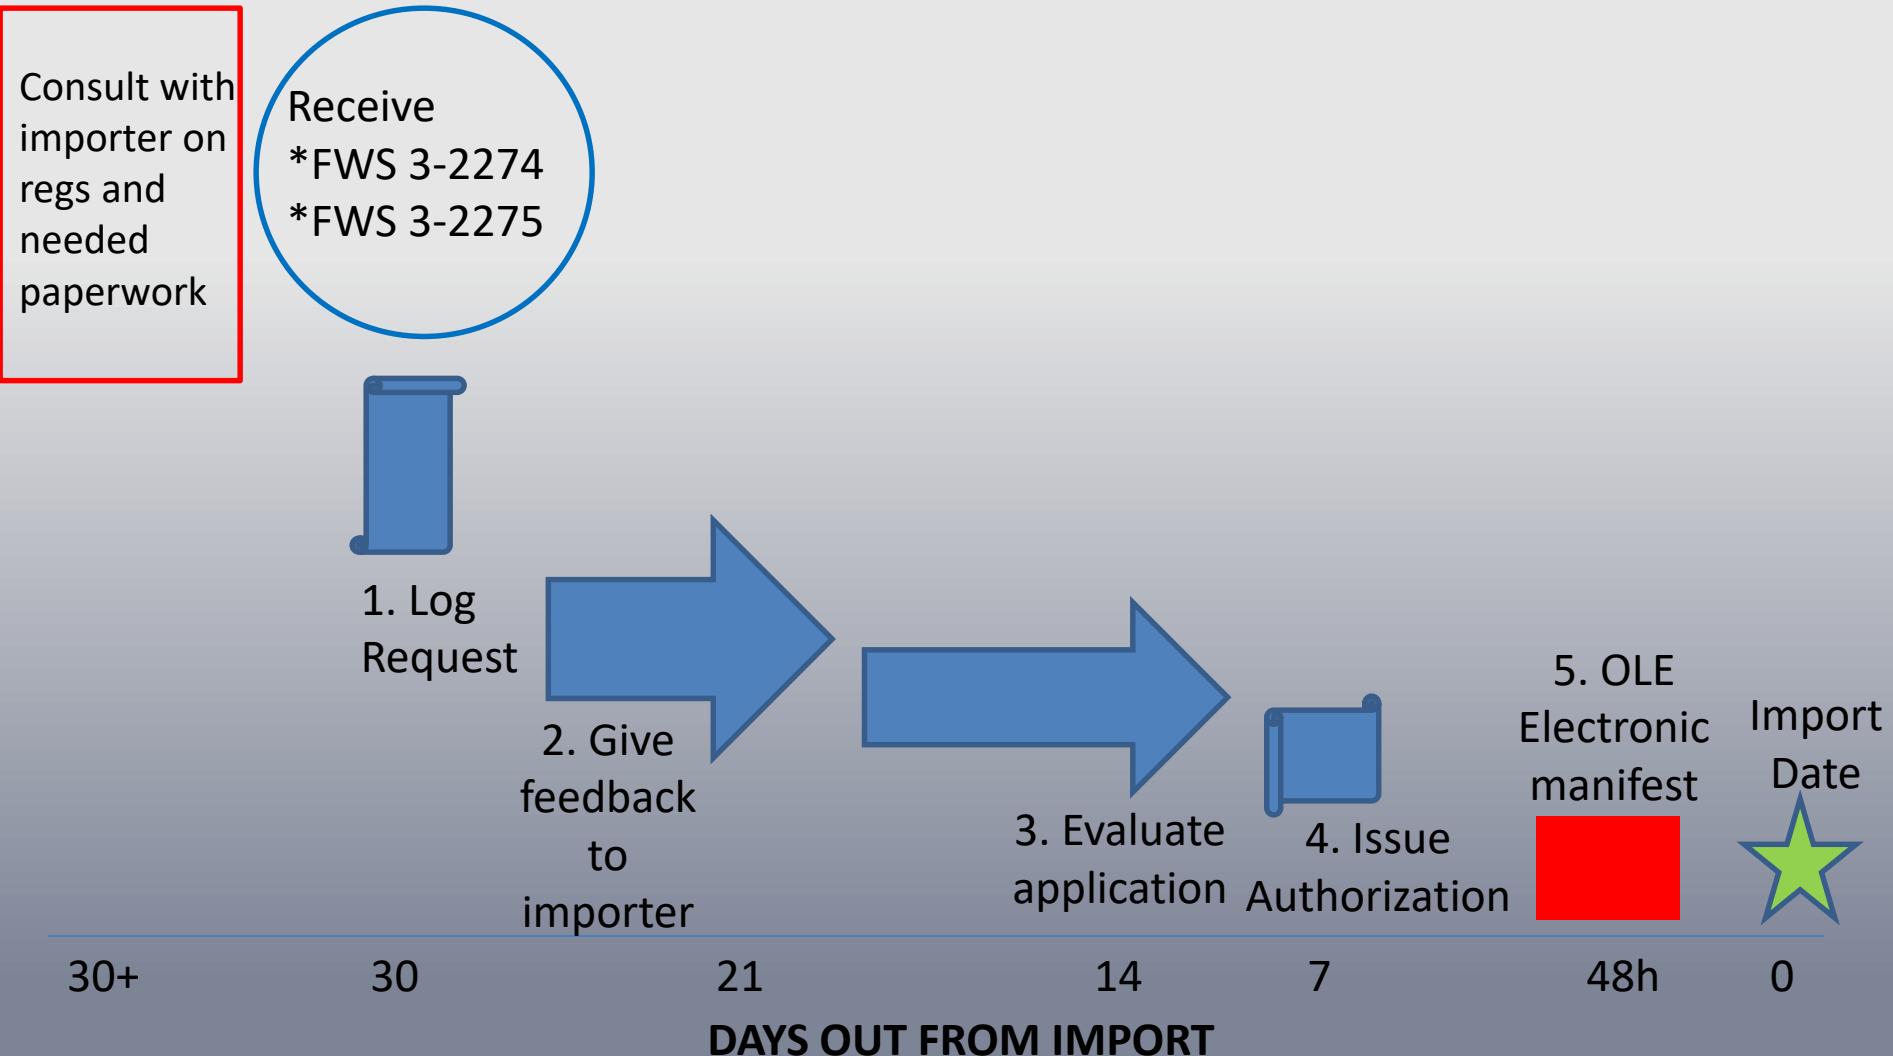 Consult with
importer on
regs and
needed
paperwork
Receive
*FWS 3-2274
*FWS 3-2275
1. Log
Request
2. Give
feedback
to
importer
3. Evaluate
application
4. Issue
Authorization
5. OLE
Electronic
manifest
Import
Date
30+ 30 21 14 7 48h 0
DAYS OUT FROM IMPORT